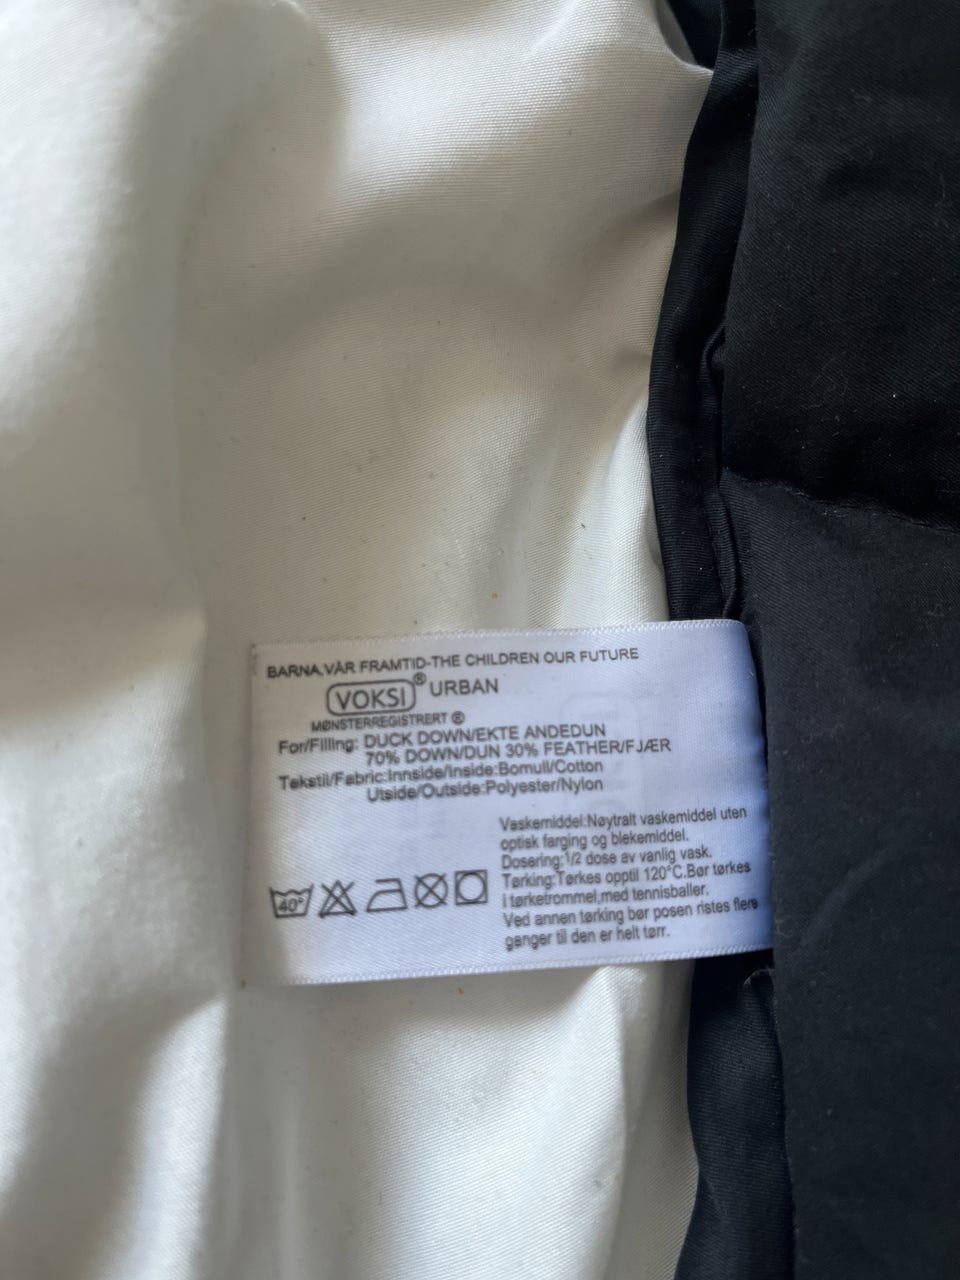 BARNA,VÅR FRAMTID-THE CHILDREN OUR FUTURE
VOKSI® URBAN
MØNSTERREGISTRERT ®
For/Filling: DUCK DOWN/EKTE ANDEDUN
70% DOWN/DUN 30% FEATHER/FJÆR
Tekstil/Fabric:Innside/Inside:Bomull/Cotton
Utside/Outside:Polyester/Nylon
Vaskemiddel:Nøytralt vaskemiddel uten
optisk farging og blekemiddel.
Dosering:1/2 dose av vanlig vask.
Tørking:Tørkes opptil 120°C.Bør tørkes
i tørketrommel,med tennisballer.
Ved annen tørking bør posen ristes flere
ganger til den er helt tørr.
40°